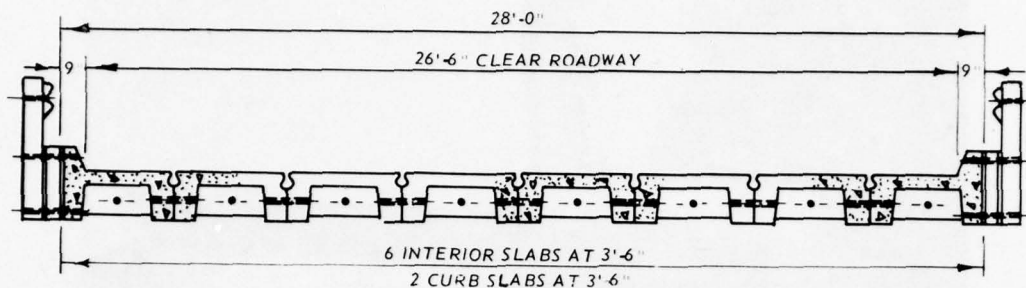 28'-0"
9" 26'-6" CLEAR ROADWAY 9"
6 INTERIOR SLABS AT 3'-6"
2 CURB SLABS AT 3'-6"